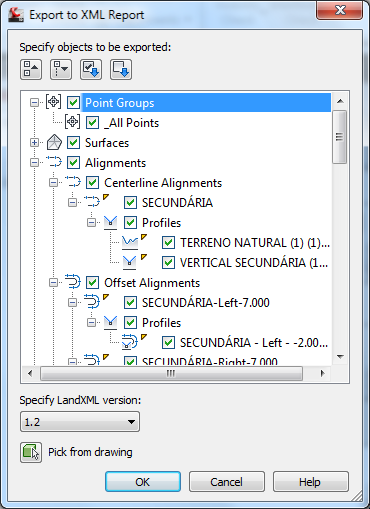 Export to XML Report
Specify objects to be exported:
Point Groups
_All Points
Surfaces
Alignments
Centerline Alignments
SECUNDÁRIA
Profiles
TERRENO NATURAL (1) (1)...
VERTICAL SECUNDÁRIA (1...
Offset Alignments
SECUNDÁRIA-Left-7.000
Profiles
SECUNDÁRIA - Left - -2.00...
SECUNDÁRIA-Right-7.000
Specify LandXML version:
1.2
Pick from drawing
OK Cancel Help